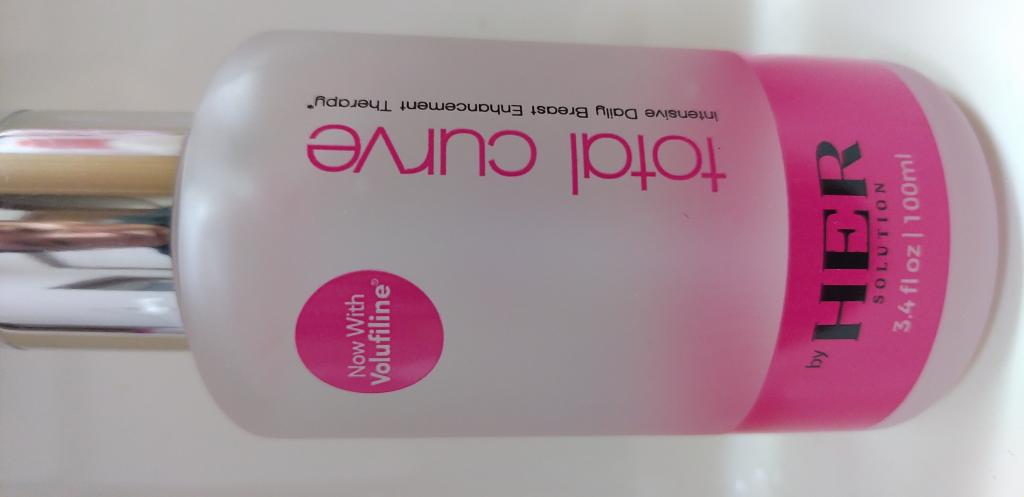 total curve
Intensive Daily Breast Enhancement Therapy*
Now With
Volufiline®
by HER
SOLUTION
3.4 fl oz | 100ml